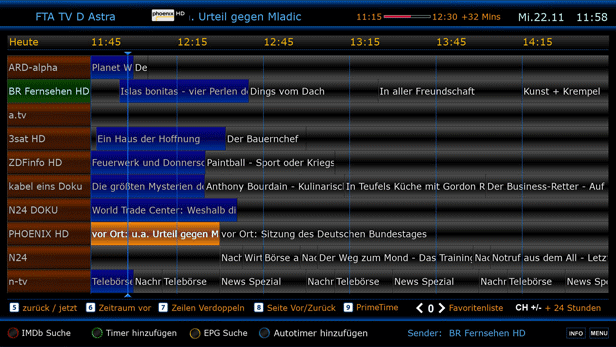 FTA TV D Astra phoenix HD . Urteil gegen Mladic 11:15 12:30 +32 Mins Mi.22.11 11:58
Heute 11:45 12:15 12:45 13:15 13:45 14:15
ARD-alpha Planet W De
BR Fernsehen HD Islas bonitas - vier Perlen d Dings vom Dach In aller Freundschaft Kunst + Krempel
a.tv
3sat HD Ein Haus der Hoffnung Der Bauernchef
ZDFinfo HD Feuerwerk und Donnersc Paintball - Sport oder Kriegs
kabel eins Doku Die größten Mysterien d Anthony Bourdain - Kulinarisc In Teufels Küche mit Gordon R Der Business-Retter - Auf
N24 DOKU World Trade Center: Weshalb di
PHOENIX HD vor Ort: u.a. Urteil gegen M vor Ort: Sitzung des Deutschen Bundestages
N24 Nach Wirt Börse a Nac Der Weg zum Mond - Das Training Nac Notruf aus dem All - Letz
n-tv Telebörse Nachr Telebörse News Spezial Nachr Telebörse News Spezial Nachr Telebörse News Spezial
5 zurück / jetzt 6 Zeitraum vor 7 Zeilen Verdoppeln 8 Seite Vor/Zurück 9 PrimeTime < 0 > Favoritenliste CH +/- + 24 Stunden
IMDb Suche Timer hinzufügen EPG Suche Autotimer hinzufügen Sender: BR Fernsehen HD INFO MENU